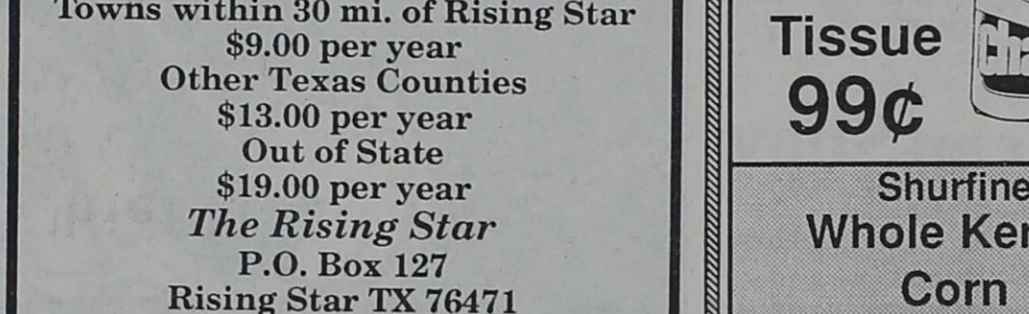 Towns within 30 mi. of Rising Star
$9.00 per year
Other Texas Counties
$13.00 per year
Out of State
$19.00 per year
The Rising Star
P.O. Box 127
Rising Star TX 76471
Tissue
99¢
Shurfine
Whole Ker
Corn